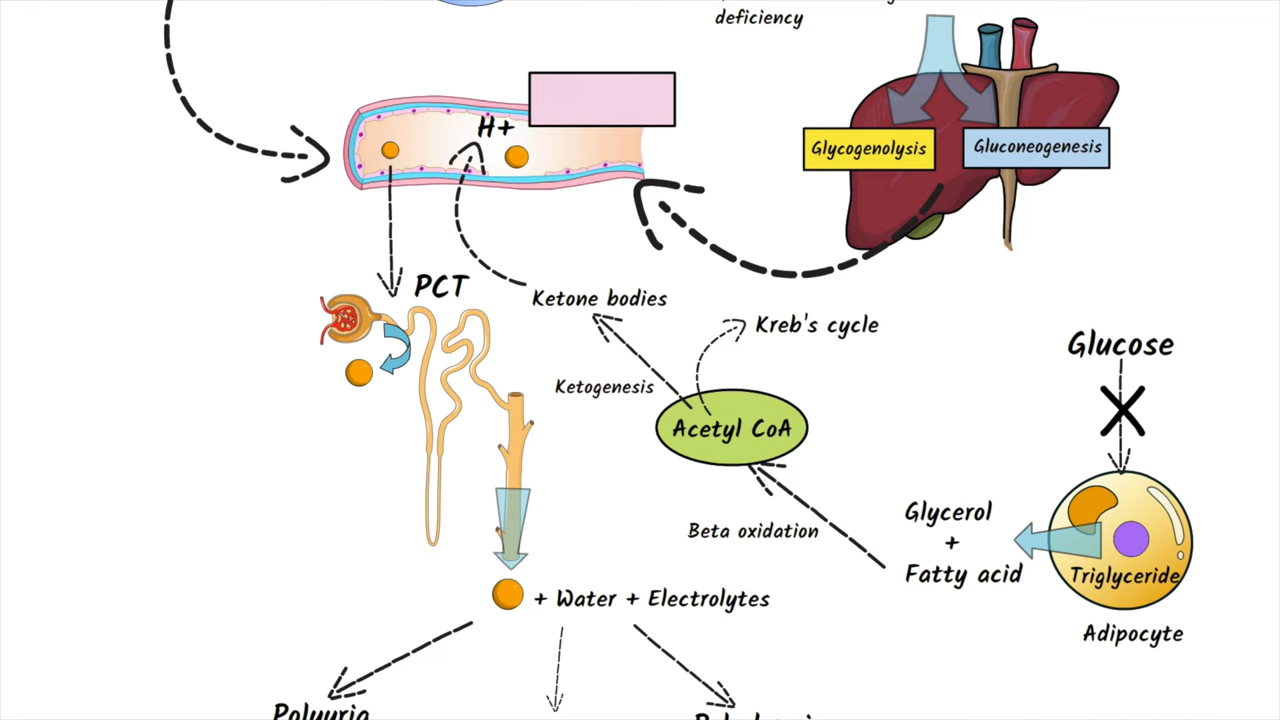 deficiency
H+
Glycogenolysis
Gluconeogenesis
PCT
Ketone bodies
Kreb's cycle
Glucose
Ketogenesis
Acetyl CoA
Glycerol
+
Fatty acid
Beta oxidation
Triglyceride
+ Water + Electrolytes
Adipocyte
Polyuria